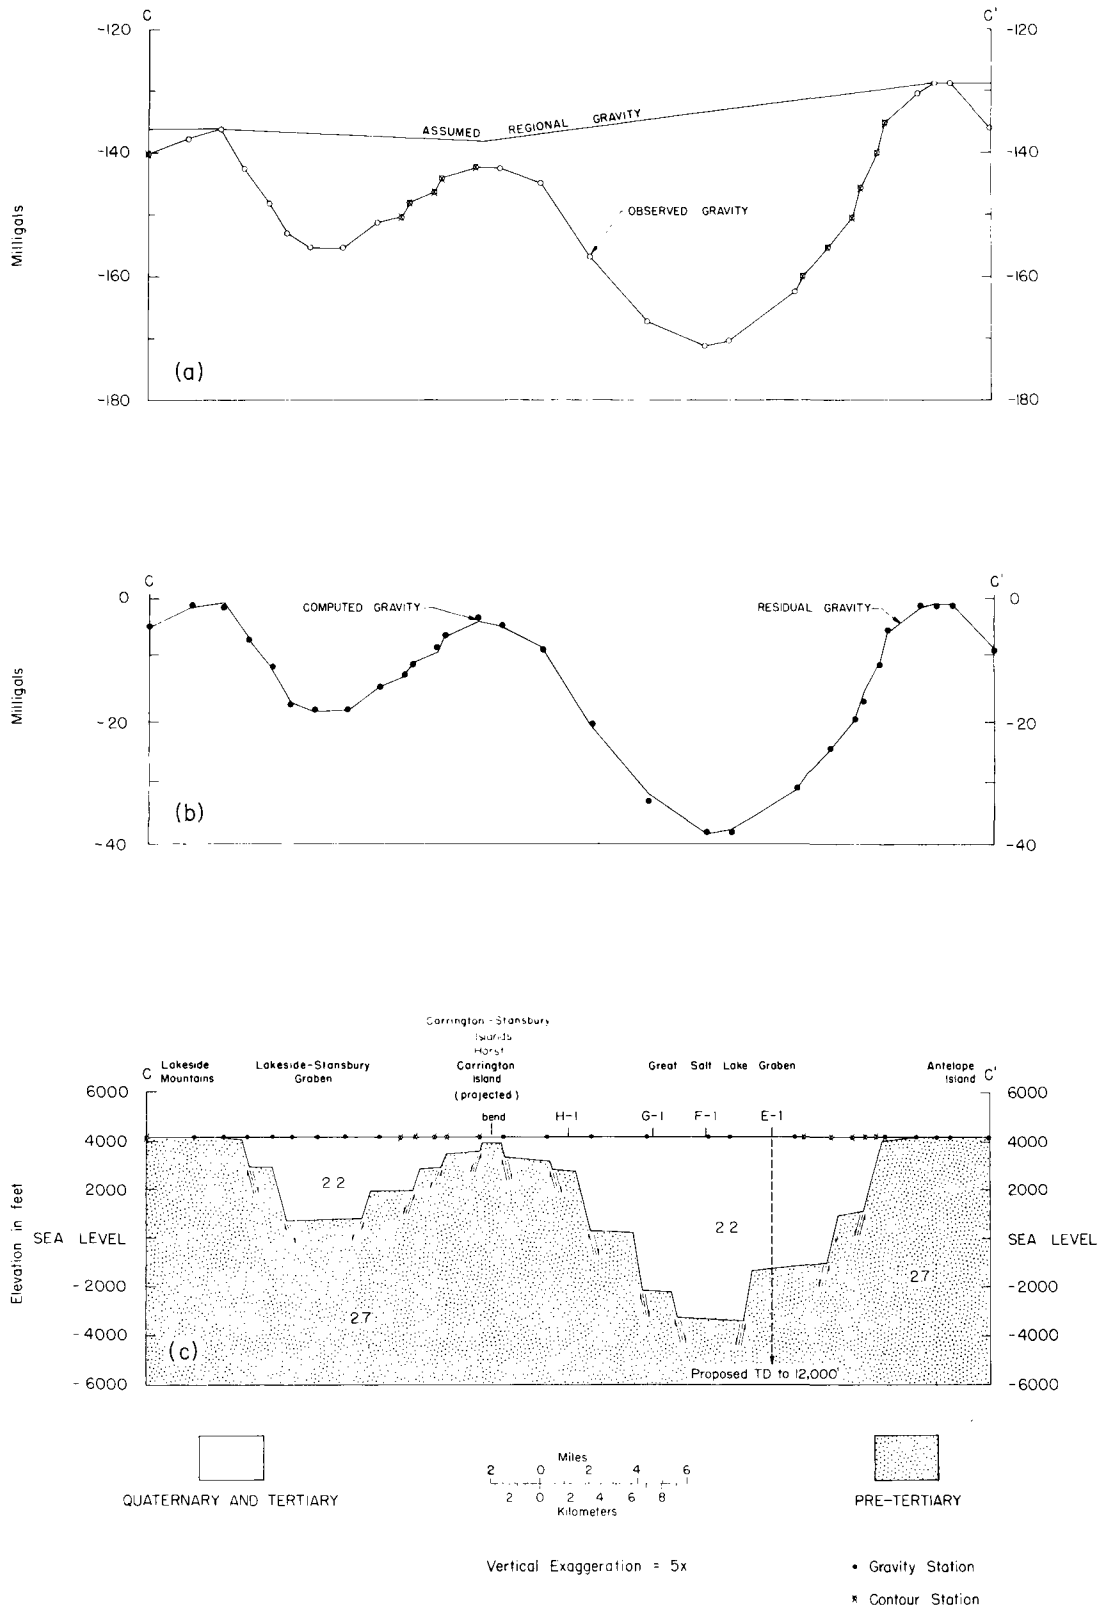 C C'
-120 -120
ASSUMED REGIONAL GRAVITY
-140 -140
OBSERVED GRAVITY
Milligals
-160 -160
(a)
-180 -180
C C'
0 0
COMPUTED GRAVITY RESIDUAL GRAVITY
Milligals
-20 -20
(b)
-40 -40
Carrington-Stansbury
Islands
Horst
C Lakeside Mountains
Lakeside-Stansbury Graben
Carrington Island (projected)
Great Salt Lake Graben
Antelope Island C'
6000 6000
bend H-1 G-1 F-1 E-1
4000 4000
2000 2.2 2000
Elevation in feet
SEA LEVEL 2.2 SEA LEVEL
2.7
-2000 -2000
2.7
-4000 -4000
(c)
Proposed TD to 12,000'
-6000 -6000
Miles
2 0 2 4 6
2 0 2 4 6 8
Kilometers
QUATERNARY AND TERTIARY PRE-TERTIARY
Vertical Exaggeration = 5x
Gravity Station
Contour Station